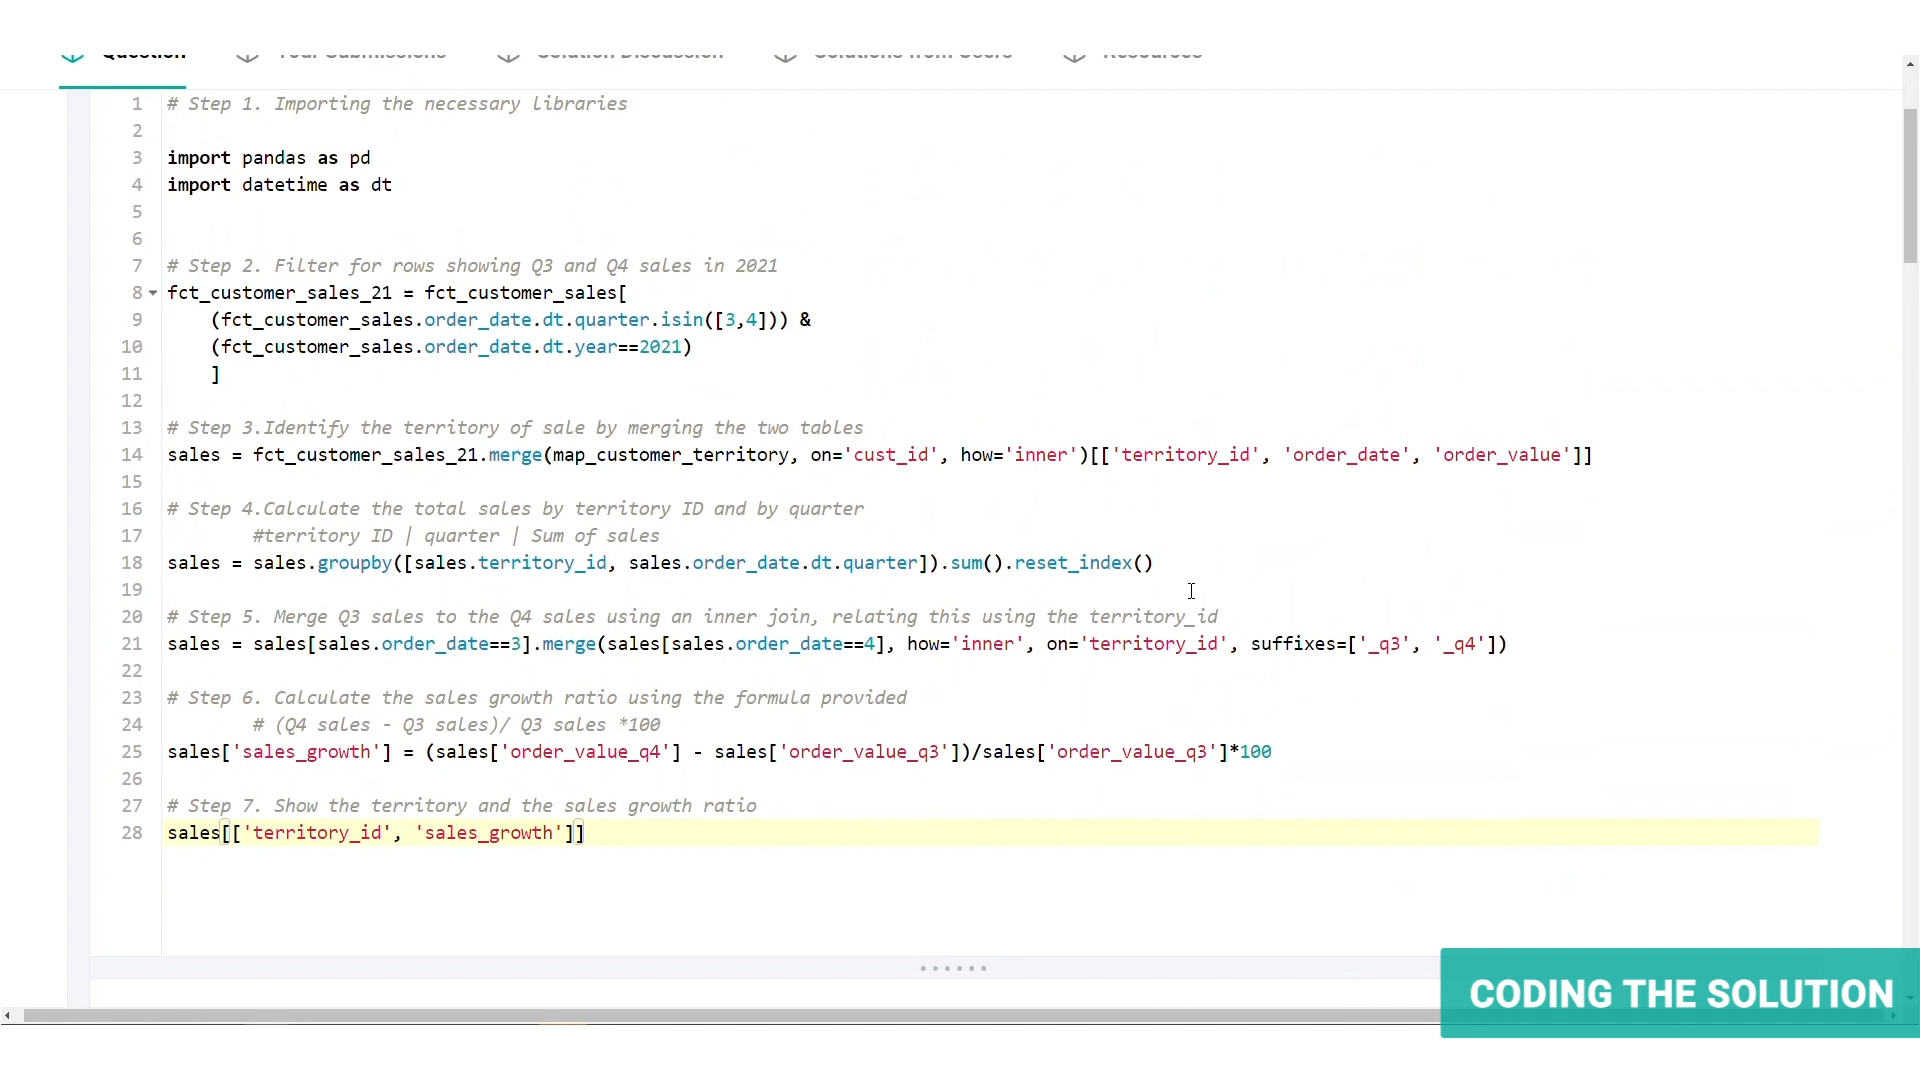 Question Your Submissions Solution Discussion Solutions from Users Resources
1 # Step 1. Importing the necessary libraries
2
3 import pandas as pd
4 import datetime as dt
5
6
7 # Step 2. Filter for rows showing Q3 and Q4 sales in 2021
8 fct_customer_sales_21 = fct_customer_sales[
9 (fct_customer_sales.order_date.dt.quarter.isin([3,4])) &
10 (fct_customer_sales.order_date.dt.year==2021)
11 ]
12
13 # Step 3.Identify the territory of sale by merging the two tables
14 sales = fct_customer_sales_21.merge(map_customer_territory, on='cust_id', how='inner')[['territory_id', 'order_date', 'order_value']]
15
16 # Step 4.Calculate the total sales by territory ID and by quarter
17 #territory ID | quarter | Sum of sales
18 sales = sales.groupby([sales.territory_id, sales.order_date.dt.quarter]).sum().reset_index()
19
20 # Step 5. Merge Q3 sales to the Q4 sales using an inner join, relating this using the territory_id
21 sales = sales[sales.order_date==3].merge(sales[sales.order_date==4], how='inner', on='territory_id', suffixes=['_q3', '_q4'])
22
23 # Step 6. Calculate the sales growth ratio using the formula provided
24 # (Q4 sales - Q3 sales)/ Q3 sales *100
25 sales['sales_growth'] = (sales['order_value_q4'] - sales['order_value_q3'])/sales['order_value_q3']*100
26
27 # Step 7. Show the territory and the sales growth ratio
28 sales[['territory_id', 'sales_growth']]
CODING THE SOLUTION